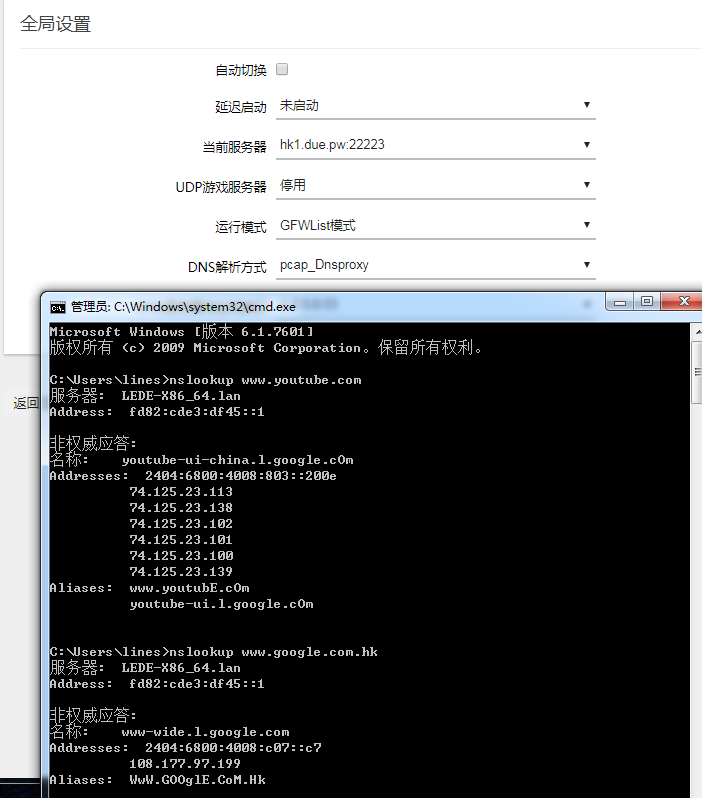 全局设置
自动切换
延迟启动 未启动
当前服务器 hk1.due.pw:22223
UDP游戏服务器 停用
运行模式 GFWList模式
DNS解析方式 pcap_Dnsproxy
管理员: C:\Windows\system32\cmd.exe
Microsoft Windows [版本 6.1.7601]
版权所有 (c) 2009 Microsoft Corporation。保留所有权利。
C:\Users\lines>nslookup www.youtube.com
服务器:  LEDE-X86_64.lan
Address:  fd82:cde3:df45::1
返回
非权威应答:
名称:    youtube-ui-china.l.google.cOm
Addresses:  2404:6800:4008:803::200e
74.125.23.113
74.125.23.138
74.125.23.102
74.125.23.101
74.125.23.100
74.125.23.139
Aliases:  www.youtubE.cOm
youtube-ui.l.google.cOm
C:\Users\lines>nslookup www.google.com.hk
服务器:  LEDE-X86_64.lan
Address:  fd82:cde3:df45::1
非权威应答:
名称:    www-wide.l.google.com
Addresses:  2404:6800:4008:c07::c7
108.177.97.199
Aliases:  WwW.GOOglE.CoM.Hk